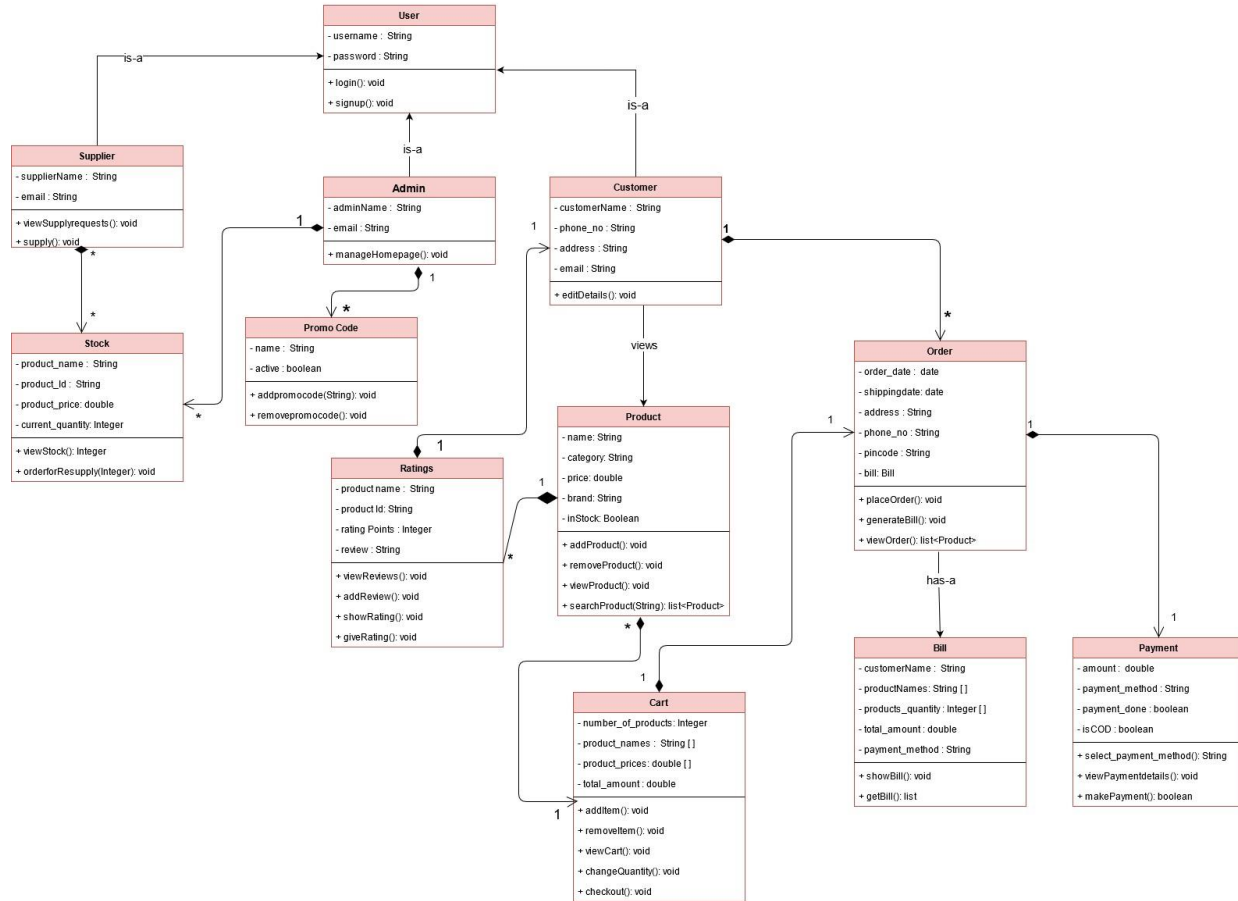 User
- username : String
- password : String
+ login(): void
+ signup(): void
is-a
is-a
is-a
Supplier
- supplierName : String
- email : String
+ viewSupplyrequests(): void
+ supply(): void
*
*
Admin
- adminName : String
- email : String
+ manageHomepage(): void
1
*
1
*
Customer
- customerName : String
- phone_no : String
- address : String
- email : String
+ editDetails(): void
1
1
*
views
Stock
- product_name : String
- product_Id : String
- product_price: double
- current_quantity: Integer
+ viewStock(): Integer
+ orderforResupply(Integer): void
Promo Code
- name : String
- active : boolean
+ addpromocode(String): void
+ removepromocode(): void
1
Ratings
- product name : String
- product Id: String
- rating Points : Integer
- review : String
+ viewReviews(): void
+ addReview(): void
+ showRating(): void
+ giveRating(): void
1
*
Product
- name: String
- category: String
- price: double
- brand: String
- inStock: Boolean
+ addProduct(): void
+ removeProduct(): void
+ viewProduct(): void
+ searchProduct(String): list<Product>
*
1
Order
- order_date : date
- shippingdate: date
- address : String
- phone_no : String
- pincode : String
- bill: Bill
+ placeOrder(): void
+ generateBill(): void
+ viewOrder(): list<Product>
1
1
1
has-a
Cart
- number_of_products: Integer
- product_names : String [ ]
- product_prices: double [ ]
- total_amount : double
+ addItem(): void
+ removeItem(): void
+ viewCart(): void
+ changeQuantity(): void
+ checkout(): void
1
Bill
- customerName : String
- productNames: String [ ]
- products_quantity : Integer [ ]
- total_amount : double
- payment_method : String
+ showBill(): void
+ getBill(): list
Payment
- amount : double
- payment_method : String
- payment_done : boolean
- isCOD : boolean
+ select_payment_method(): String
+ viewPaymentdetails(): void
+ makePayment(): boolean